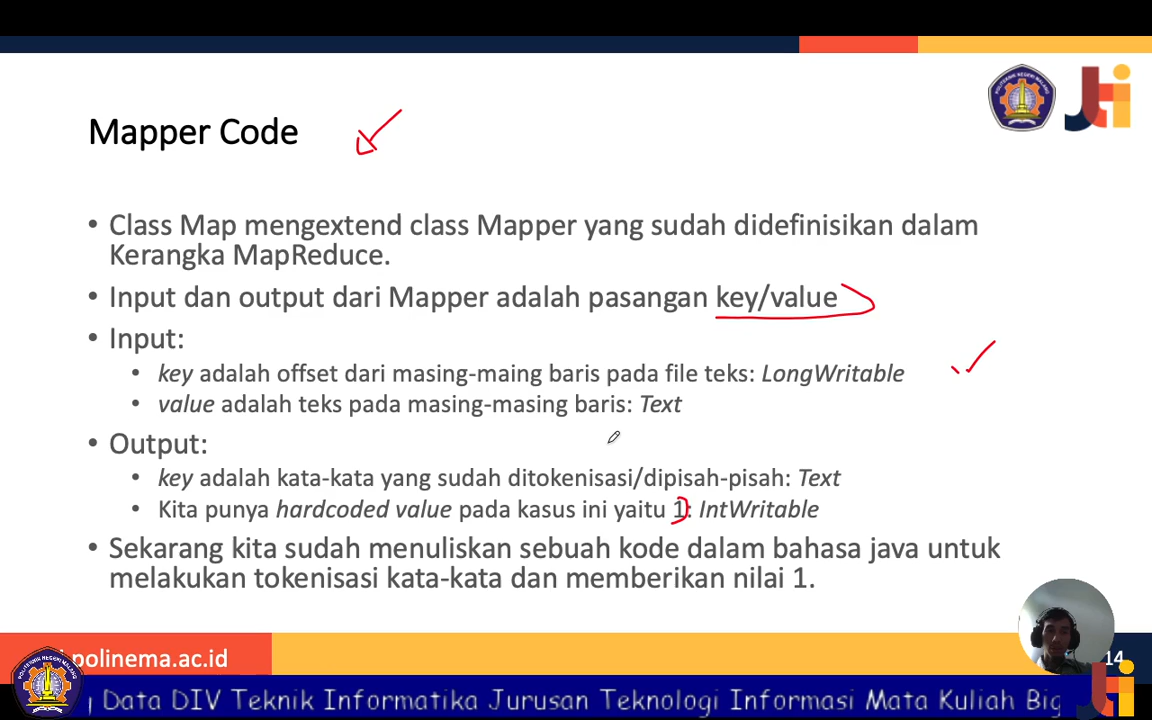 Mapper Code
• Class Map mengextend class Mapper yang sudah didefinisikan dalam
Kerangka MapReduce.
• Input dan output dari Mapper adalah pasangan key/value
• Input:
• key adalah offset dari masing-maing baris pada file teks: LongWritable
• value adalah teks pada masing-masing baris: Text
• Output:
• key adalah kata-kata yang sudah ditokenisasi/dipisah-pisah: Text
• Kita punya hardcoded value pada kasus ini yaitu 1: IntWritable
• Sekarang kita sudah menuliskan sebuah kode dalam bahasa java untuk
melakukan tokenisasi kata-kata dan memberikan nilai 1.
polinema.ac.id
14
Data DIV Teknik Informatika Jurusan Teknologi Informasi Mata Kuliah Big